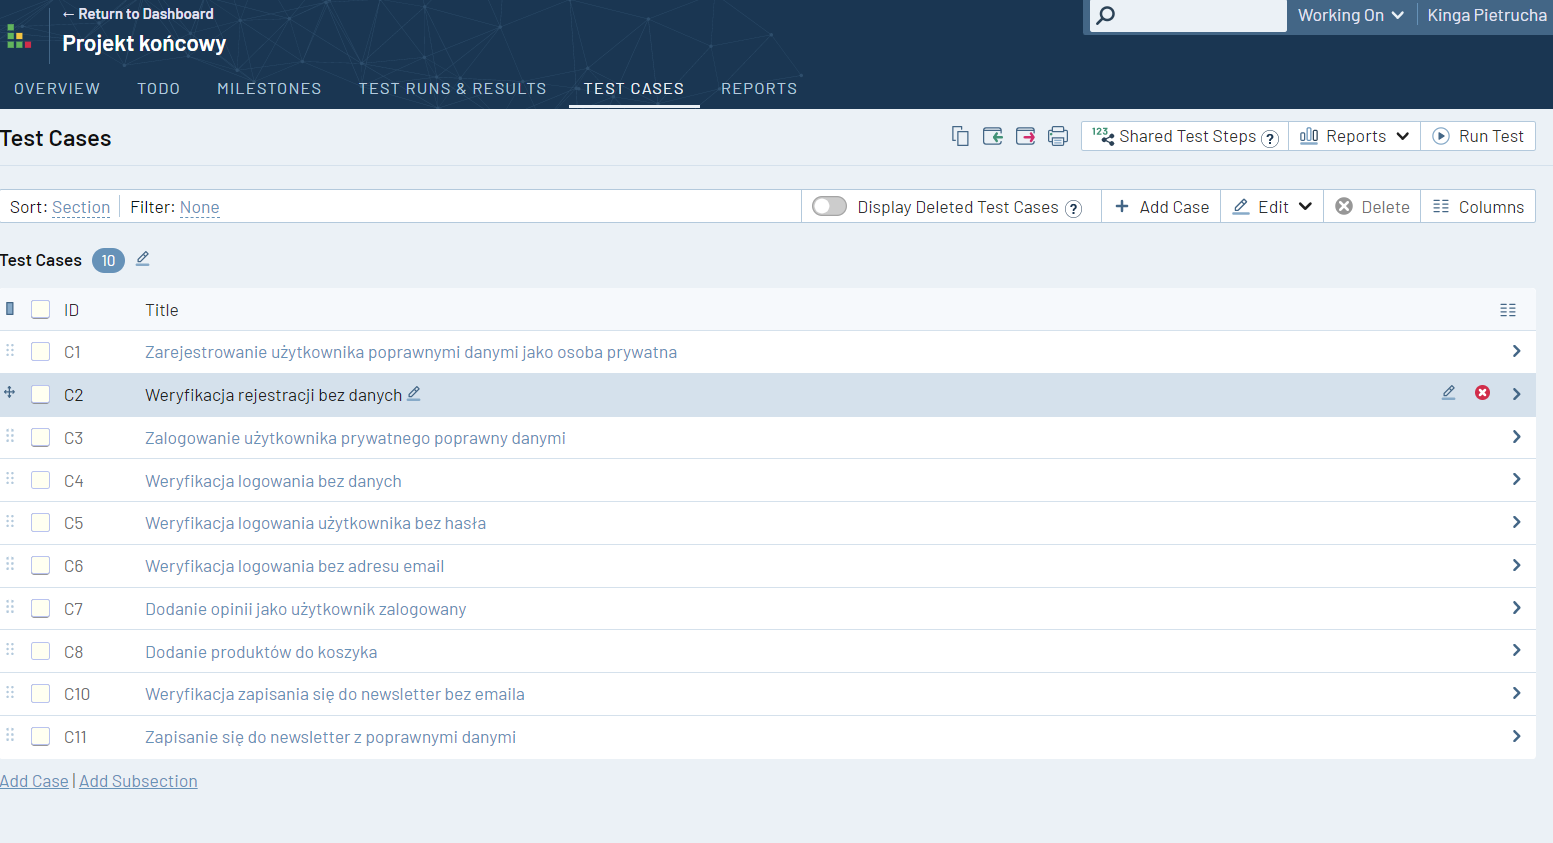 ← Return to Dashboard
Projekt końcowy
Working On
Kinga Pietrucha
OVERVIEW TODO MILESTONES TEST RUNS & RESULTS TEST CASES REPORTS
Test Cases
123 Shared Test Steps ? Reports Run Test
Sort: Section Filter: None
Display Deleted Test Cases ? + Add Case Edit Delete Columns
Test Cases 10
ID Title
C1 Zarejestrowanie użytkownika poprawnymi danymi jako osoba prywatna
C2 Weryfikacja rejestracji bez danych
C3 Zalogowanie użytkownika prywatnego poprawny danymi
C4 Weryfikacja logowania bez danych
C5 Weryfikacja logowania użytkownika bez hasła
C6 Weryfikacja logowania bez adresu email
C7 Dodanie opinii jako użytkownik zalogowany
C8 Dodanie produktów do koszyka
C10 Weryfikacja zapisania się do newsletter bez emaila
C11 Zapisanie się do newsletter z poprawnymi danymi
Add Case | Add Subsection